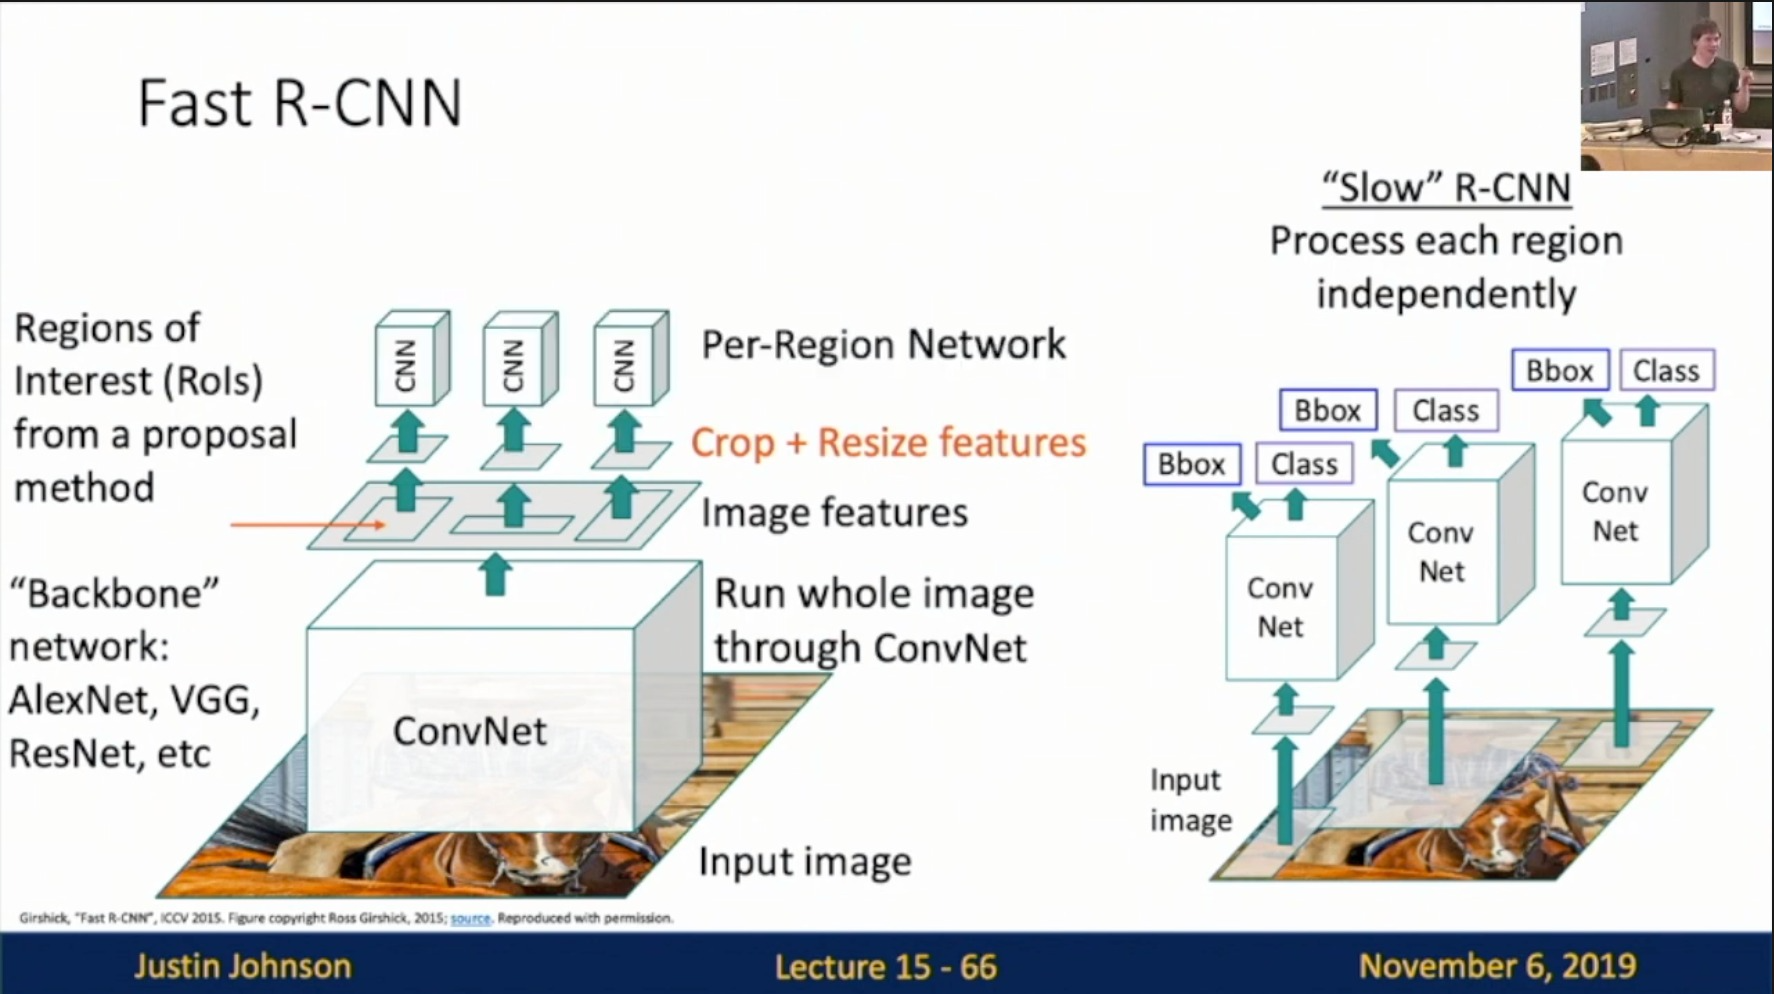 Fast R-CNN
"Slow" R-CNN
Process each region
independently
Regions of
Interest (RoIs)
from a proposal
method
CNN
CNN
CNN
Per-Region Network
Crop + Resize features
Image features
"Backbone"
network:
AlexNet, VGG,
ResNet, etc
Run whole image
through ConvNet
ConvNet
Input image
Bbox
Class
Bbox
Class
Bbox
Class
Conv
Net
Conv
Net
Conv
Net
Input
image
Girshick, "Fast R-CNN", ICCV 2015. Figure copyright Ross Girshick, 2015; source. Reproduced with permission.
Justin Johnson
Lecture 15 - 66
November 6, 2019